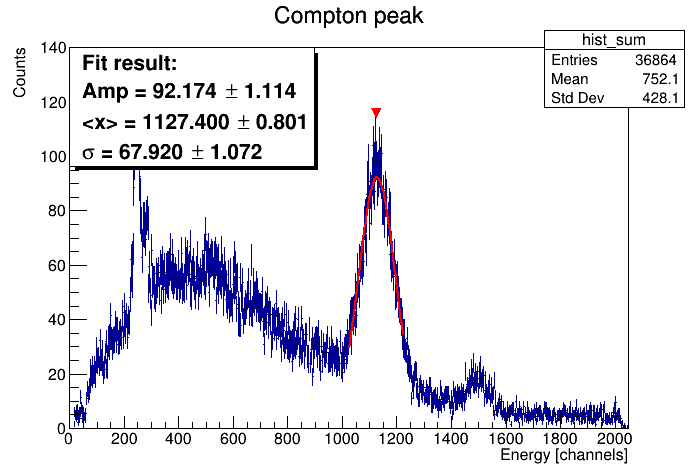 Compton peak
hist_sum
Entries 36864
Mean 752.1
Std Dev 428.1
Fit result:
Amp = 92.174 ± 1.114
<x> = 1127.400 ± 0.801
σ = 67.920 ± 1.072
Counts
140
120
100
80
60
40
20
0
0 200 400 600 800 1000 1200 1400 1600 1800 2000
Energy [channels]